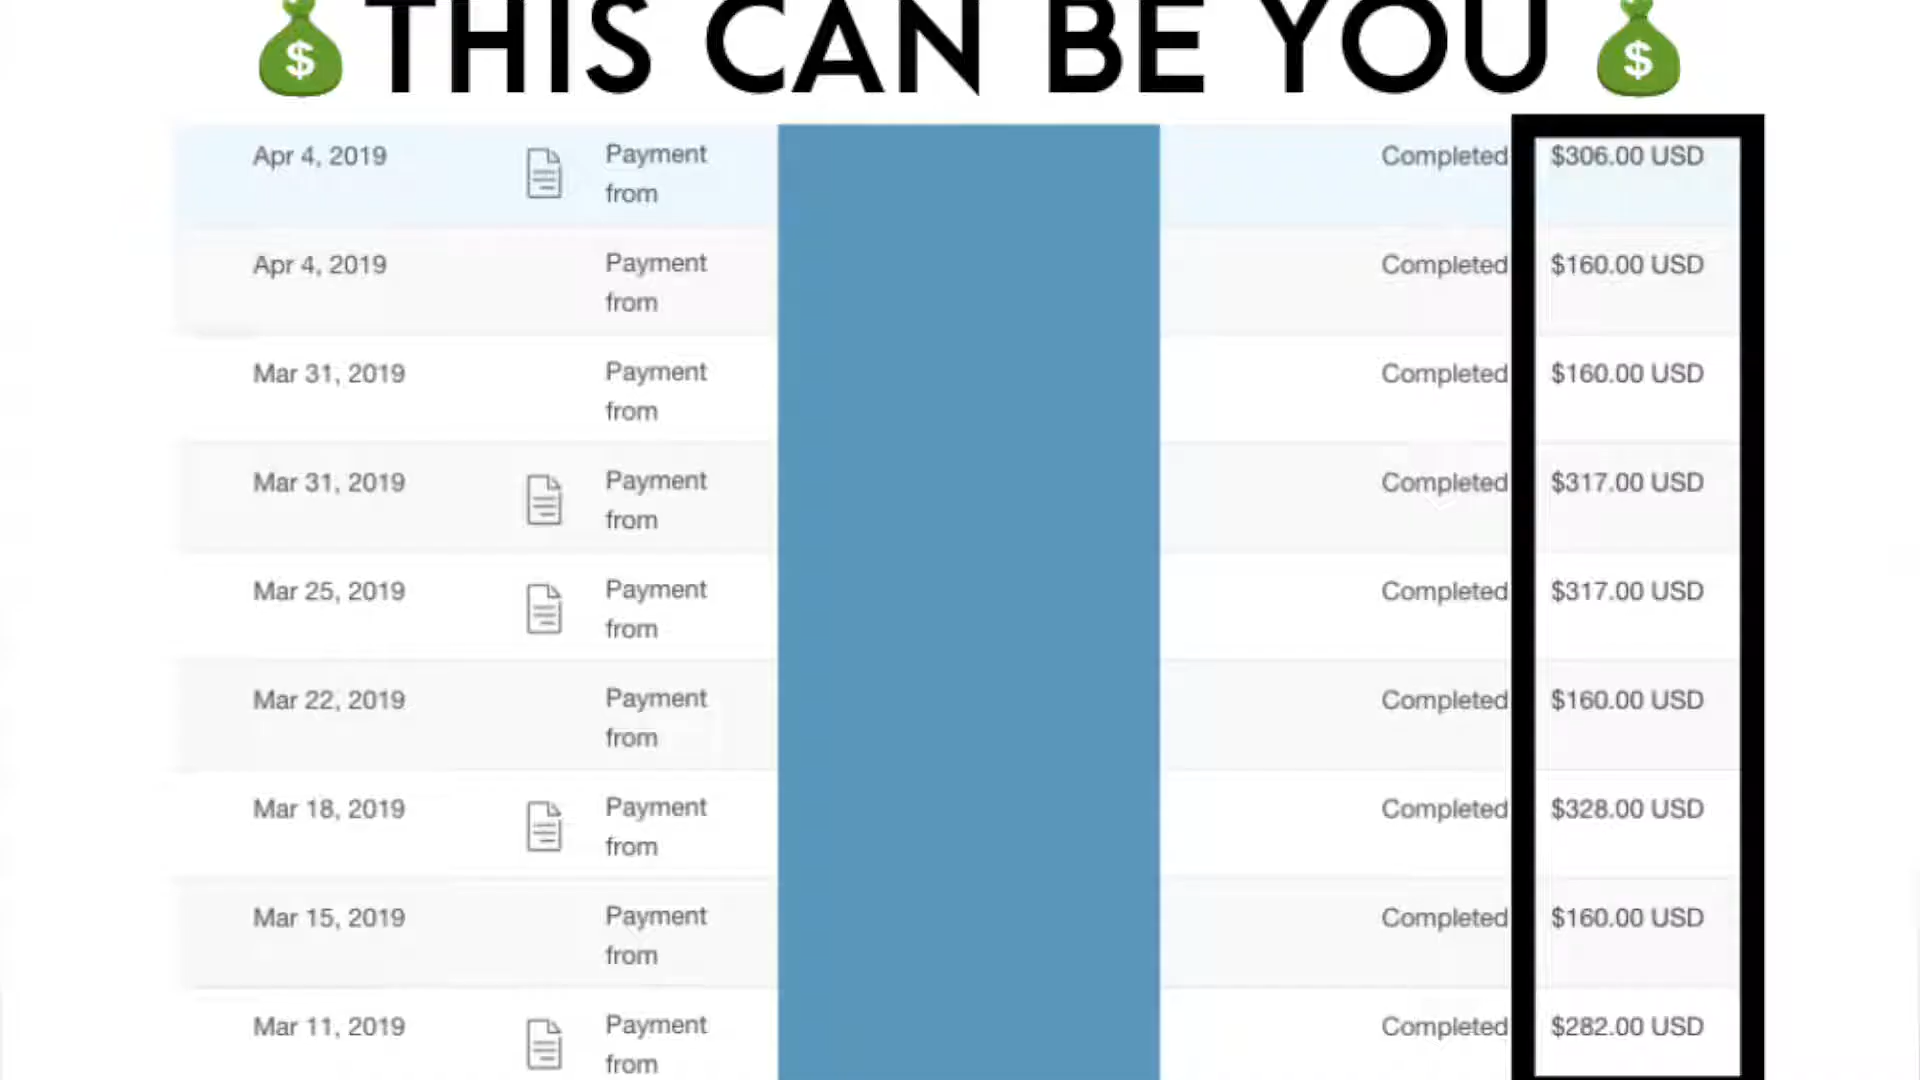 THIS CAN BE YOU
Apr 4, 2019 Payment from Completed $306.00 USD
Apr 4, 2019 Payment from Completed $160.00 USD
Mar 31, 2019 Payment from Completed $160.00 USD
Mar 31, 2019 Payment from Completed $317.00 USD
Mar 25, 2019 Payment from Completed $317.00 USD
Mar 22, 2019 Payment from Completed $160.00 USD
Mar 18, 2019 Payment from Completed $328.00 USD
Mar 15, 2019 Payment from Completed $160.00 USD
Mar 11, 2019 Payment from Completed $282.00 USD